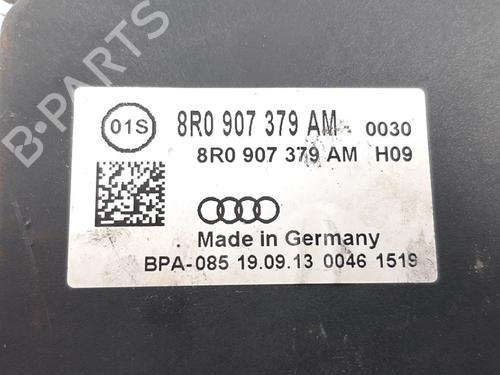 B-PARTS
01S
8R0 907 379 AM 0030
8R0 907 379 AM H09
Made in Germany
BPA-085 19.09.13 0046 1519